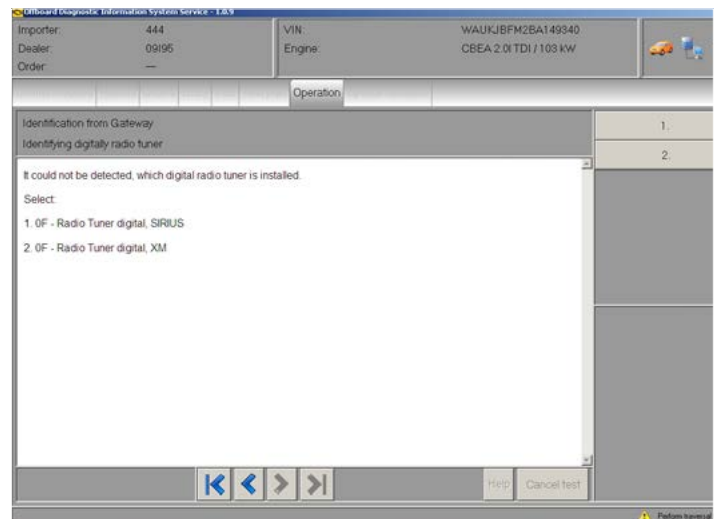 Offboard Diagnostic Information System Service - 1.0.9
Importer: 444
Dealer: 09195
Order: —
VIN: WAUKJBFM2BA149340
Engine: CBEA 2.0l TDI / 103 kW
Operation
Identification from Gateway
Identifying digitally radio tuner
1.
2.
It could not be detected, which digital radio tuner is installed.
Select:
1. 0F - Radio Tuner digital, SIRIUS
2. 0F - Radio Tuner digital, XM
Help
Cancel test
Perform traversal